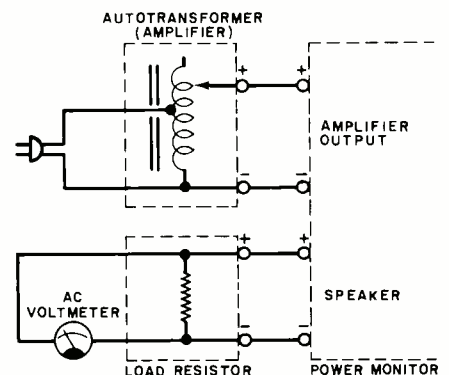 AUTOTRANSFORMER
(AMPLIFIER)
+ +
AMPLIFIER
OUTPUT
- -
+ +
AC
VOLTMETER
SPEAKER
- -
LOAD RESISTOR
POWER MONITOR